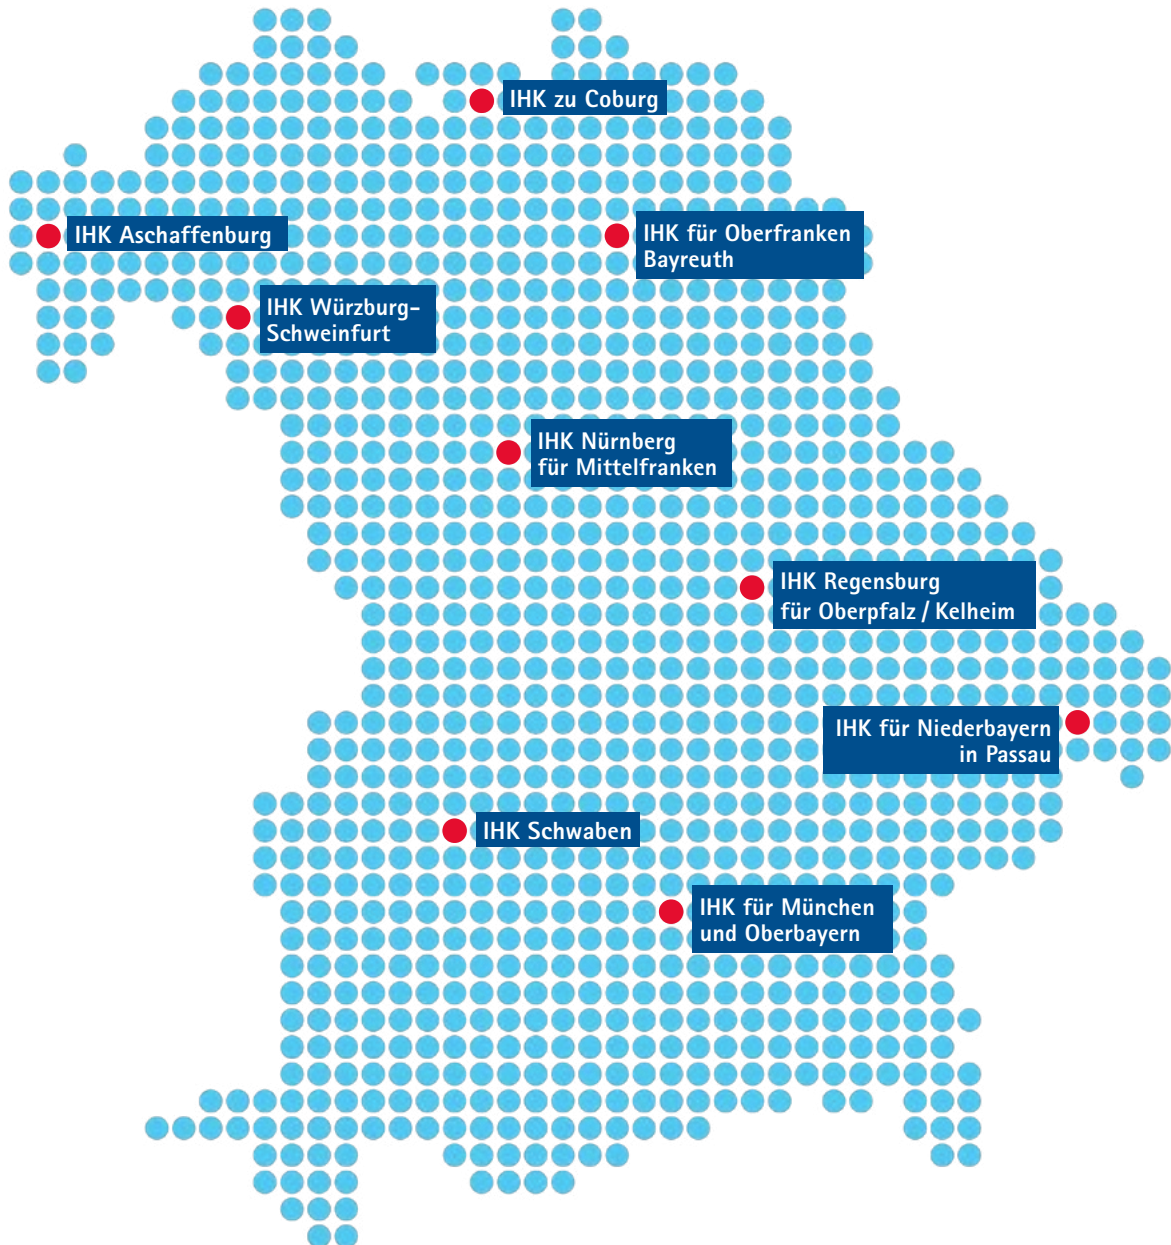 IHK zu Coburg
IHK Aschaffenburg
IHK für Oberfranken
Bayreuth
IHK Würzburg-
Schweinfurt
IHK Nürnberg
für Mittelfranken
IHK Regensburg
für Oberpfalz / Kelheim
IHK für Niederbayern
in Passau
IHK Schwaben
IHK für München
und Oberbayern